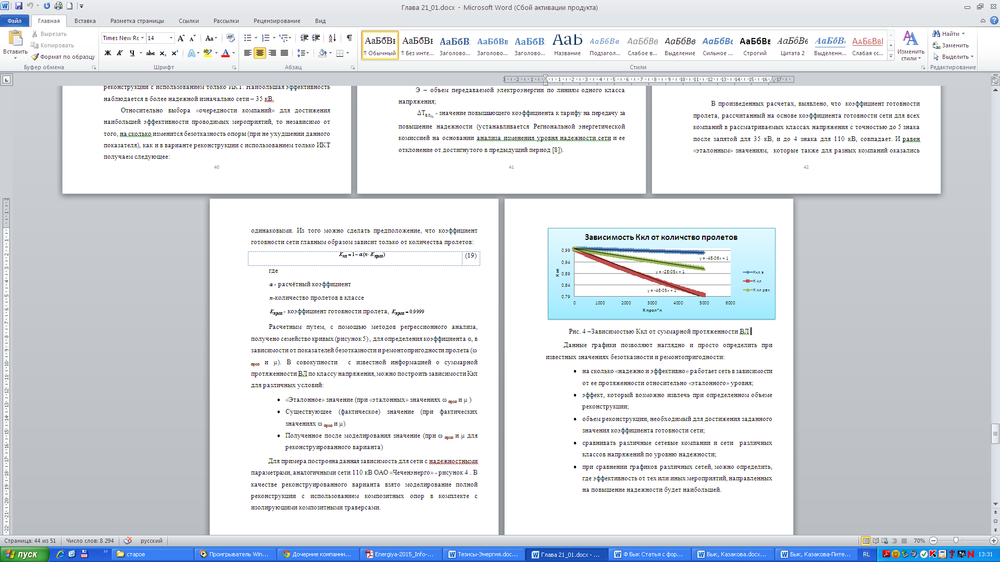 Глава 21_01.docx - Microsoft Word (Сбой активации продукта)
Файл Главная Вставка Разметка страницы Ссылки Рассылки Рецензирование Вид
Вставить
Вырезать
Копировать
Формат по образцу
Буфер обмена
Times New Rc 14
Шрифт
Абзац
АаБбВв АаБбВв АаБбВ АаБбВв АаБбВ АаБ АаБбВв АаБбВв АаБбВв АаБбВв АаБбВв АаБбВв АаБбВв АаБбВвІ
¶ Обычный ¶ Без инте... Заголово... Заголово... Заголово... Название Подзагол... Слабое в... Выделение Сильное ... Строгий Цитата 2 Выделенн... Слабая сс...
Стили
Изменить стили
Найти
Заменить
Выделить
Редактирование
реконструкции с использованием только ИКТ. Наибольшая эффективность
наблюдается в более надежной изначально сети – 35 кВ.
Относительно выбора «очередности компаний» для достижения
наибольшей эффективности проводимых мероприятий, то независимо от
того, на сколько изменится безотказность опоры (при не ухудшении данного
показателя), как и в варианте реконструкции с использованием только ИКТ
получаем следующее:
40
Э – объем передаваемой электроэнергии по линиям одного класса
напряжения;
ΔТвл% - значение повышающего коэффициента к тарифу на передачу за
повышение надежности (устанавливается Региональной энергетической
комиссией на основании анализа изменения уровня надежности сети и ее
отклонение от достигнутого в предыдущий период [8]).
41
В произведенных расчетах, выявлено, что коэффициент готовности
пролета, рассчитанный на основе коэффициента готовности сети для всех
компаний в рассматриваемых классах напряжения с точностью до 5 знака
после запятой для 35 кВ, и до 4 знака для 110 кВ, совпадает. И равен
«эталонным» значениям, которые также для разных компаний оказались
42
одинаковыми. Из того можно сделать предположение, что коэффициент
готовности сети главным образом зависит только от количества пролетов:
Kкл = 1 − α(n · Kпрол) (19)
где
α - расчётный коэффициент
n-количество пролетов в классе
Kпрол - коэффициент готовности пролета, Kпрол = 0.9999
Расчетным путем, с помощью методов регрессионного анализа,
получено семейство кривых (рисунок 5) , для определения коэффициента α, в
зависимости от показателей безотказности и ремонтопригодности пролета (ω
прол и μ). В совокупности с известной информацией о суммарной
протяженности ВЛ по классу напряжения, можно построить зависимости Ккл
для различных условий:
• «Эталонное» значение (при «эталонных» значениях ω прол и μ )
• Существующее (фактическое) значение (при фактических
значениях ω прол и μ)
• Полученное после моделирования значение (при ω прол и μ для
реконструированного варианта)
Для примера построена данная зависимость для сети с надежностными
параметрами, аналогичными сети 110 кВ ОАО «Чеченэнерго» - рисунок 4 . В
качестве реконструированного варианта взято моделирование полной
реконструкции с использованием композитных опор в комплекте с
изолирующими композитными траверсами.
Зависимость Ккл от количство пролетов
0,99
0,94
0,89
0,84
0,79
К кл
0 1000 2000 3000 4000 5000 6000
К прол*n
y = -4E-06x + 1
y = -2E-05x + 1
y = -4E-05x + 1
Ккл э
К кл
К кл рек
Рис. 4 –Зависимостью Ккл от суммарной протяженности ВЛ
Данные графики позволяют наглядно и просто определить при
известных значениях безотказности и ремонтопригодности:
• на сколько «надежно и эффективно» работает сеть в зависимости
от ее протяженности относительно «эталонного» уровня;
• эффект, который возможно извлечь при определенном объеме
реконструкции;
• объем реконструкции, необходимый для достижения заданного
значения коэффициента готовности сети;
• сравнивать различные сетевые компании и сети различных
классов напряжений по уровню надежности;
• при сравнении графиков различных сетей, можно определить,
где эффективность от тех или иных мероприятий, направленных
на повышение надежности будет наибольшей.
Страница: 44 из 51 Число слов: 8 294 русский 70%
пуск старое Проигрыватель Win... Дочерние компании... Energiya-2015_Info-... Тезисы-Энергия.doc... Глава 21_01.docx - ... Ф Бык Статья с фор... Бык, Казакова.docx... Бык, Казакова-Пите... RL 13:31